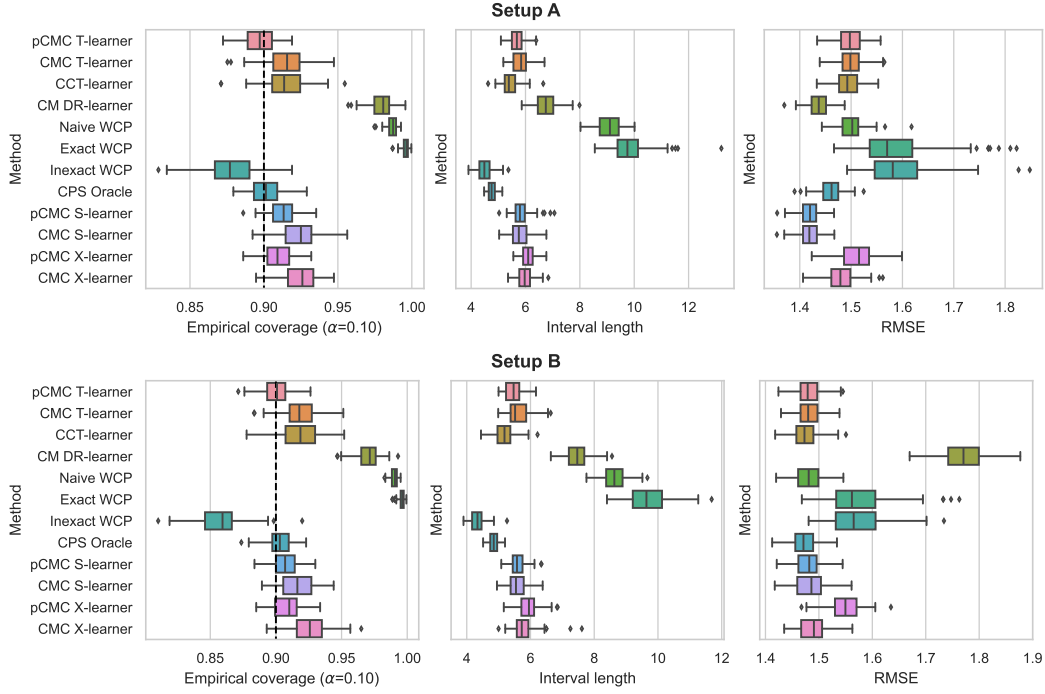 Setup A
Method
pCMC T-learner
CMC T-learner
CCT-learner
CM DR-learner
Naive WCP
Exact WCP
Inexact WCP
CPS Oracle
pCMC S-learner
CMC S-learner
pCMC X-learner
CMC X-learner
0.85 0.90 0.95 1.00
Empirical coverage (α=0.10)
Method
4 6 8 10 12
Interval length
Method
1.4 1.5 1.6 1.7 1.8
RMSE
Setup B
Method
pCMC T-learner
CMC T-learner
CCT-learner
CM DR-learner
Naive WCP
Exact WCP
Inexact WCP
CPS Oracle
pCMC S-learner
CMC S-learner
pCMC X-learner
CMC X-learner
0.85 0.90 0.95 1.00
Empirical coverage (α=0.10)
Method
4 6 8 10 12
Interval length
Method
1.4 1.5 1.6 1.7 1.8 1.9
RMSE